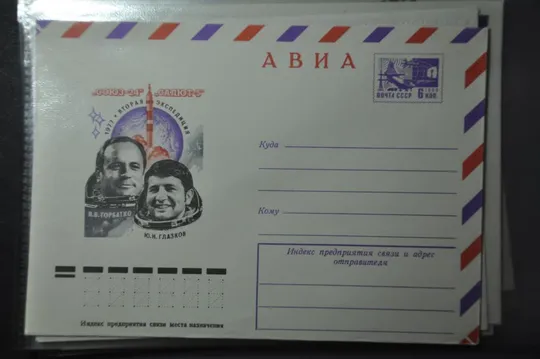 АВИА
„СОЮЗ-24" „САЛЮТ-5"
1977 • ВТОРАЯ ЭКСПЕДИЦИЯ
ПОЧТА СССР 6 КОП.
Куда
Кому
В.В. ГОРБАТКО
Ю.Н. ГЛАЗКОВ
Индекс предприятия связи и адрес
отправителя
Индекс предприятия связи места назначения